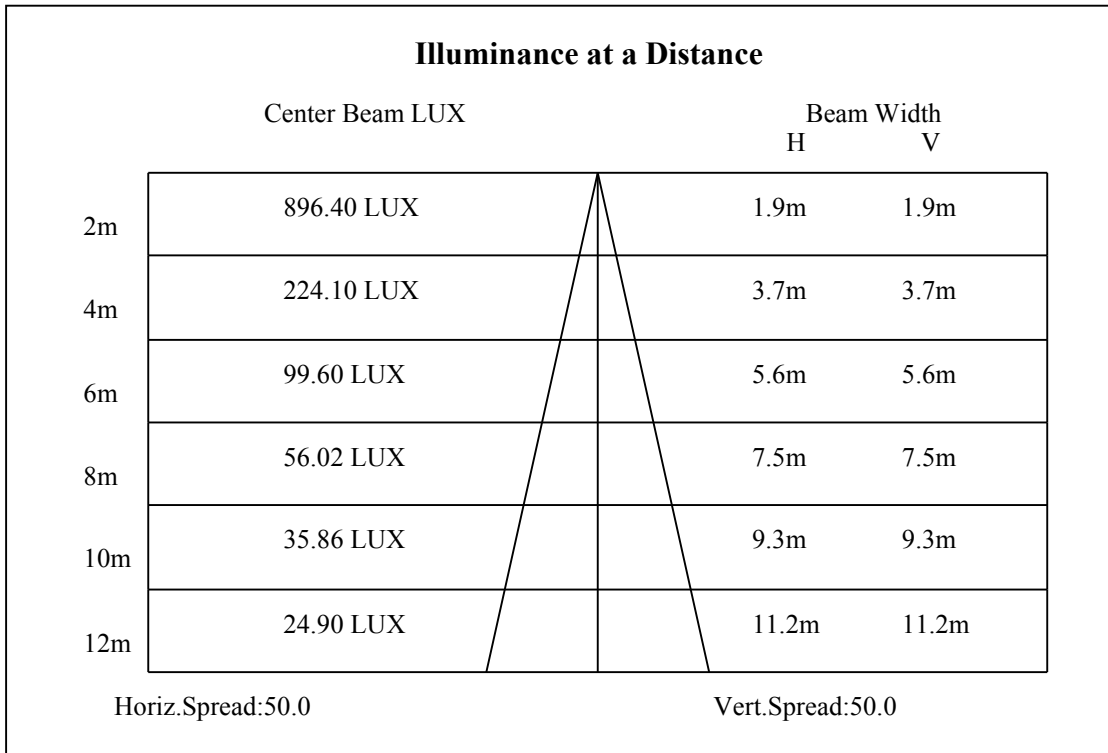 Illuminance at a Distance
Center Beam LUX Beam Width
H V
2m 896.40 LUX 1.9m 1.9m
4m 224.10 LUX 3.7m 3.7m
6m 99.60 LUX 5.6m 5.6m
8m 56.02 LUX 7.5m 7.5m
10m 35.86 LUX 9.3m 9.3m
12m 24.90 LUX 11.2m 11.2m
Horiz.Spread:50.0 Vert.Spread:50.0